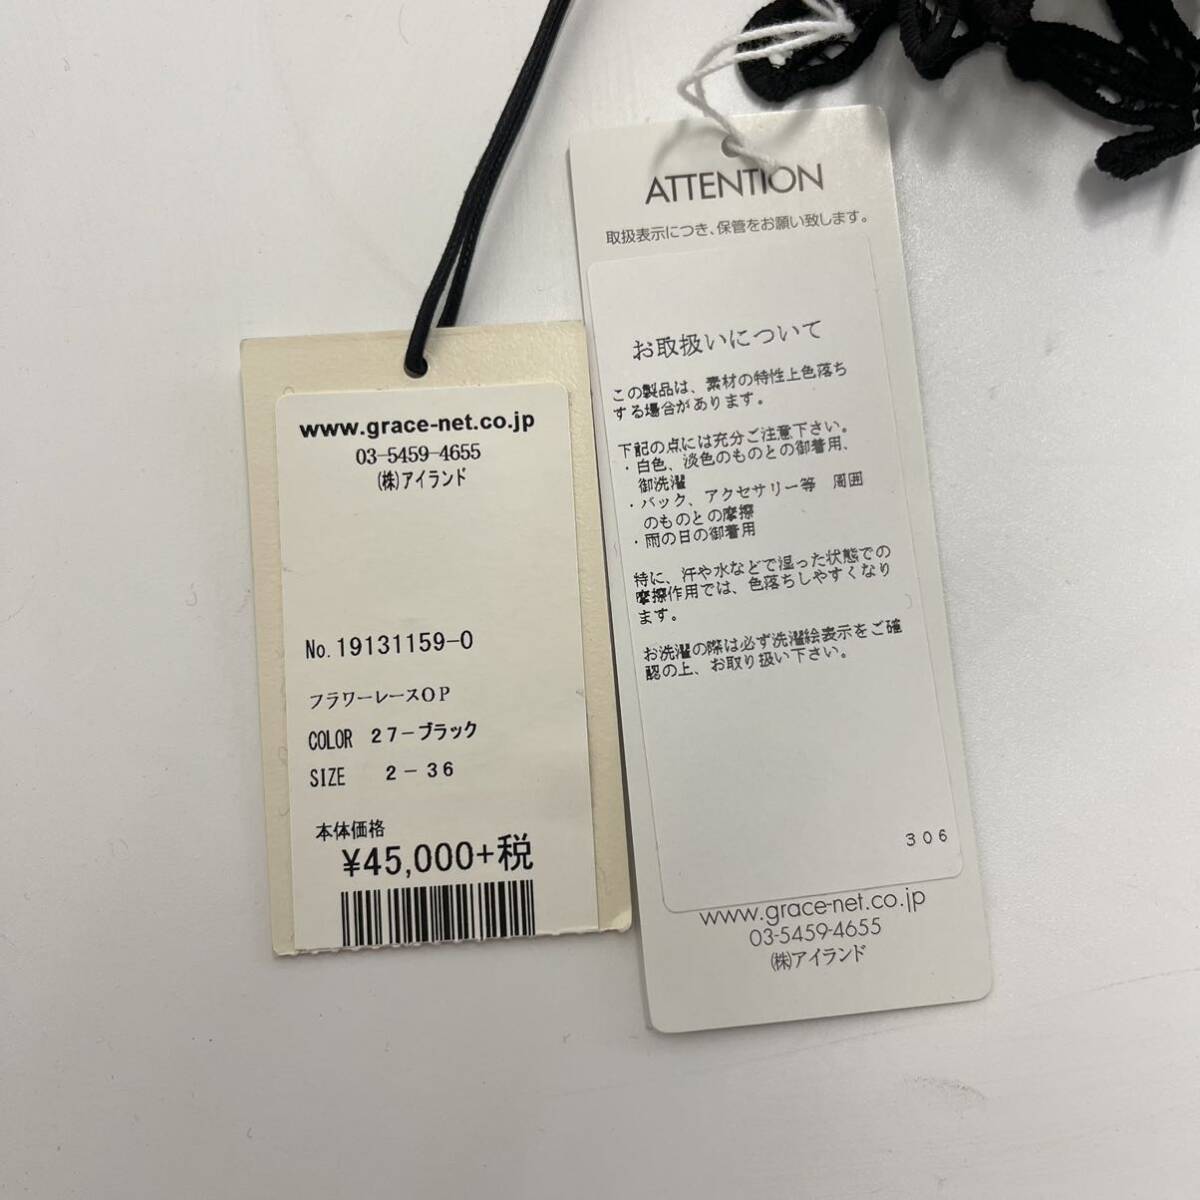 www.grace-net.co.jp
03-5459-4655
(株)アイランド
No.19131159-0
フラワーレースOP
COLOR 27-ブラック
SIZE 2-36
本体価格
¥45,000+税
ATTENTION
取扱表示につき、保管をお願い致します。
お取扱いについて
この製品は、素材の特性上色落ち
する場合があります。
下記の点には充分ご注意下さい。
・白色、淡色のものとの御着用、
御洗濯
・バック、アクセサリー等 周囲
のものとの摩擦
・雨の日の御着用
特に、汗や水などで湿った状態での
摩擦作用では、色落ちしやすくなり
ます。
お洗濯の際は必ず洗濯絵表示をご確
認の上、お取り扱い下さい。
306
www.grace-net.co.jp
03-5459-4655
(株)アイランド